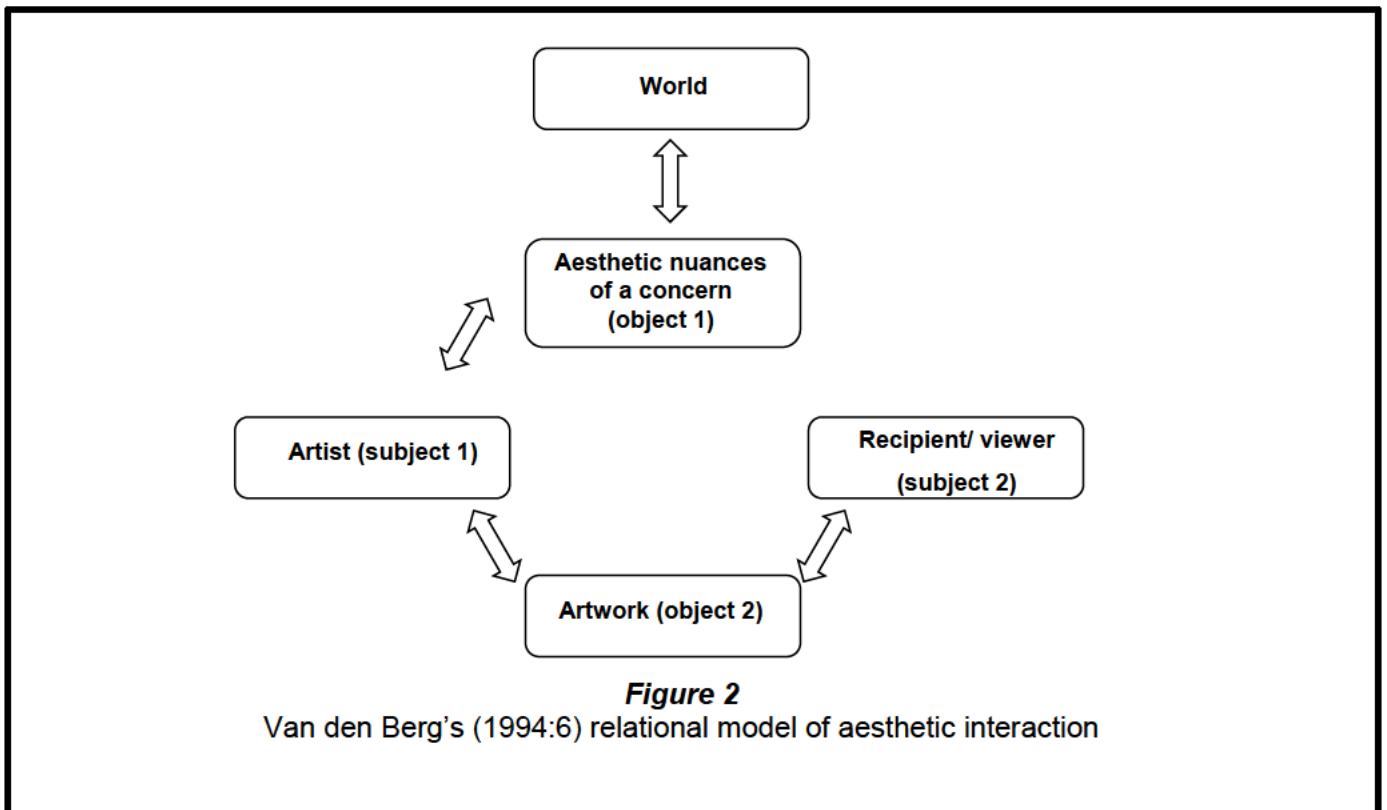 World
Aesthetic nuances
of a concern
(object 1)
Artist (subject 1)
Recipient/ viewer
(subject 2)
Artwork (object 2)
Figure 2
Van den Berg's (1994:6) relational model of aesthetic interaction